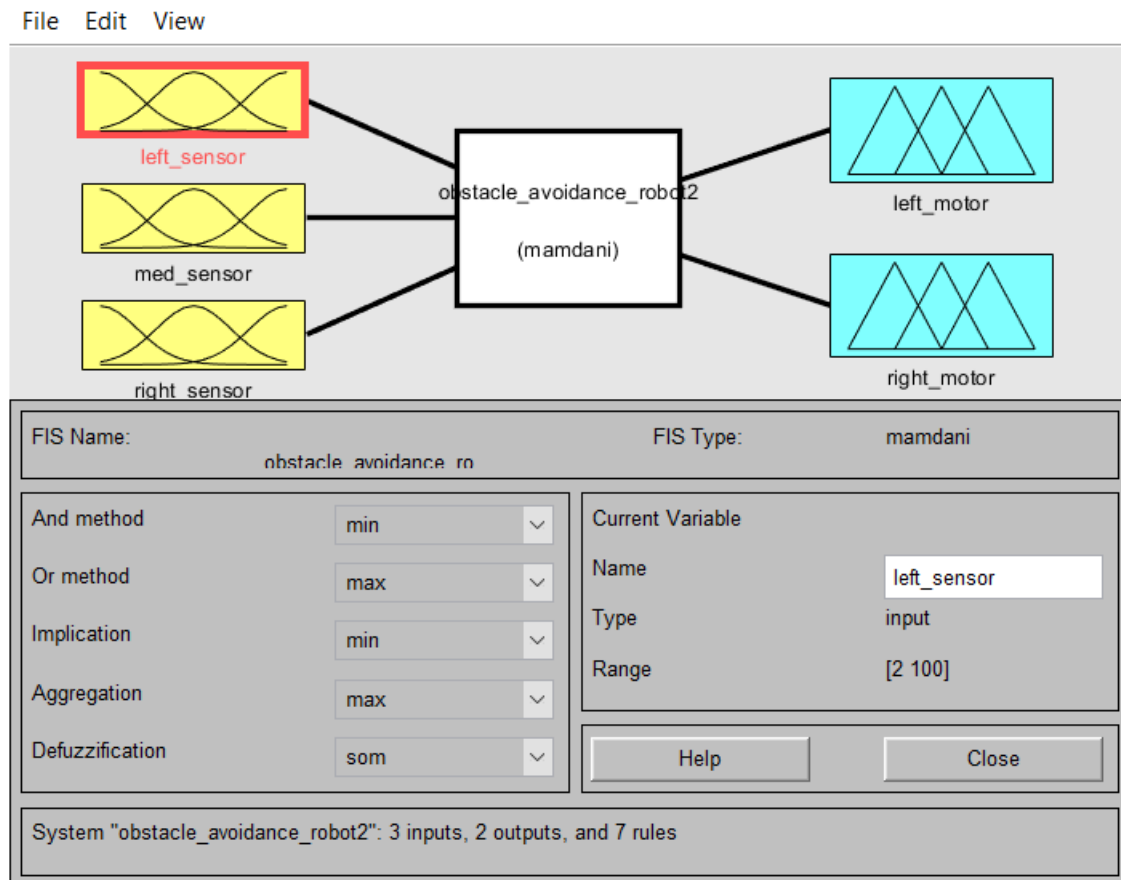 File Edit View
left_sensor
med_sensor
right_sensor
obstacle_avoidance_robot2
(mamdani)
left_motor
right_motor
FIS Name:
obstacle_avoidance_ro
FIS Type:
mamdani
And method
min
Or method
max
Implication
min
Aggregation
max
Defuzzification
som
Current Variable
Name
left_sensor
Type
input
Range
[2 100]
Help
Close
System "obstacle_avoidance_robot2": 3 inputs, 2 outputs, and 7 rules